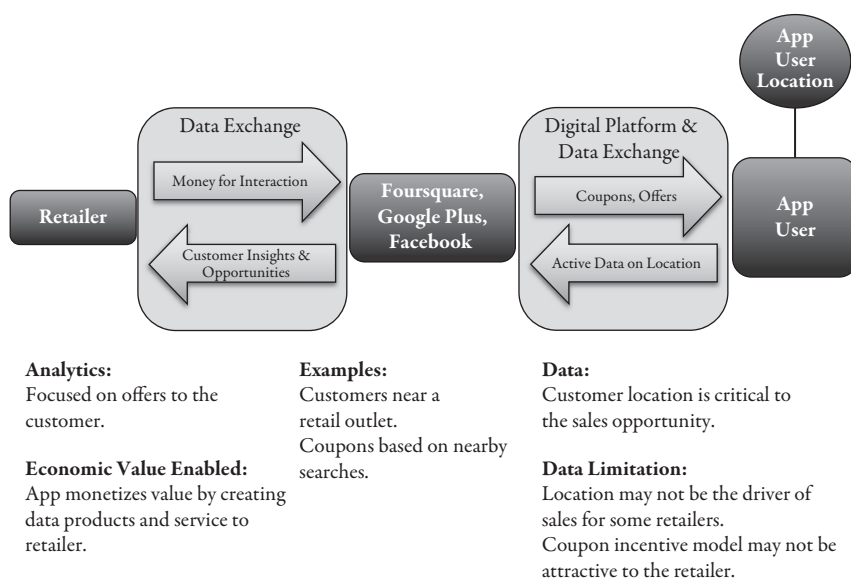 App
User
Location
Data Exchange
Digital Platform &
Data Exchange
Money for Interaction
Coupons, Offers
Retailer
Foursquare,
Google Plus,
Facebook
App
User
Customer Insights &
Opportunities
Active Data on Location
Analytics:
Focused on offers to the
customer.
Economic Value Enabled:
App monetizes value by creating
data products and service to
retailer.
Examples:
Customers near a
retail outlet.
Coupons based on nearby
searches.
Data:
Customer location is critical to
the sales opportunity.
Data Limitation:
Location may not be the driver of
sales for some retailers.
Coupon incentive model may not be
attractive to the retailer.